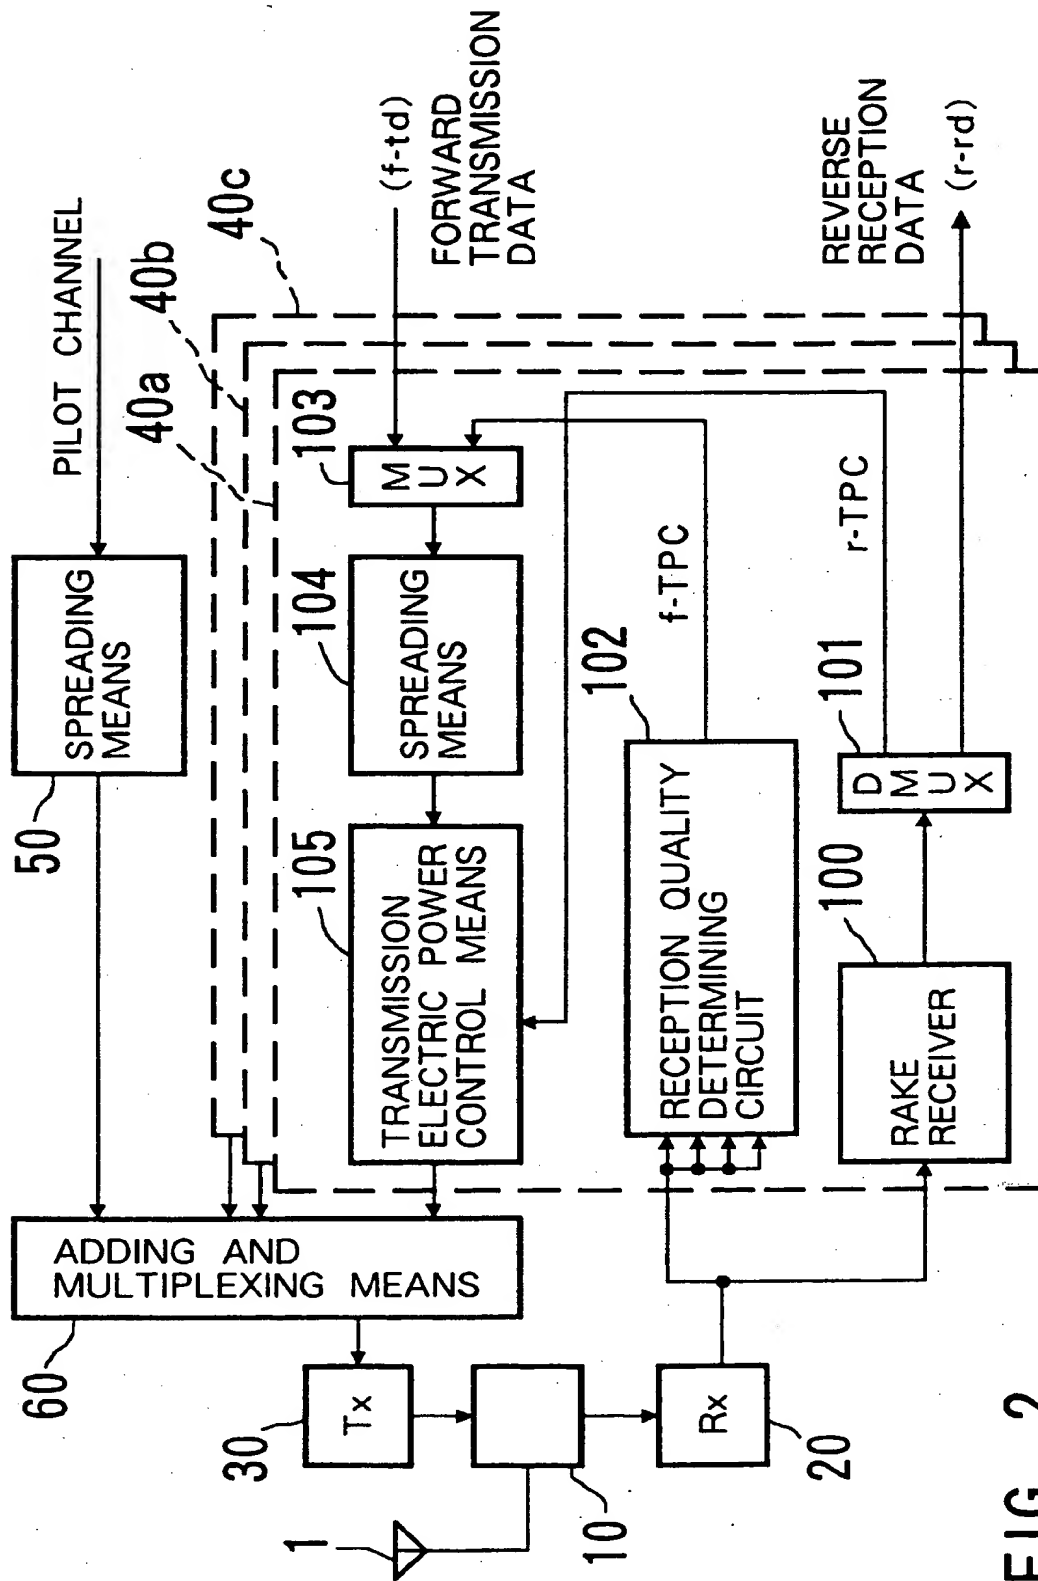 PILOT CHANNEL
50
SPREADING
MEANS
40a
40b
40c
60
ADDING AND
MULTIPLEXING MEANS
105
TRANSMISSION
ELECTRIC POWER
CONTROL MEANS
104
SPREADING
MEANS
103
MUX
(f-td)
FORWARD
TRANSMISSION
DATA
30
Tx
1
10
102
RECEPTION QUALITY
DETERMINING
CIRCUIT
f-TPC
r-TPC
20
Rx
100
RAKE
RECEIVER
101
DMUX
REVERSE
RECEPTION
DATA
(r-rd)
FIG. 2